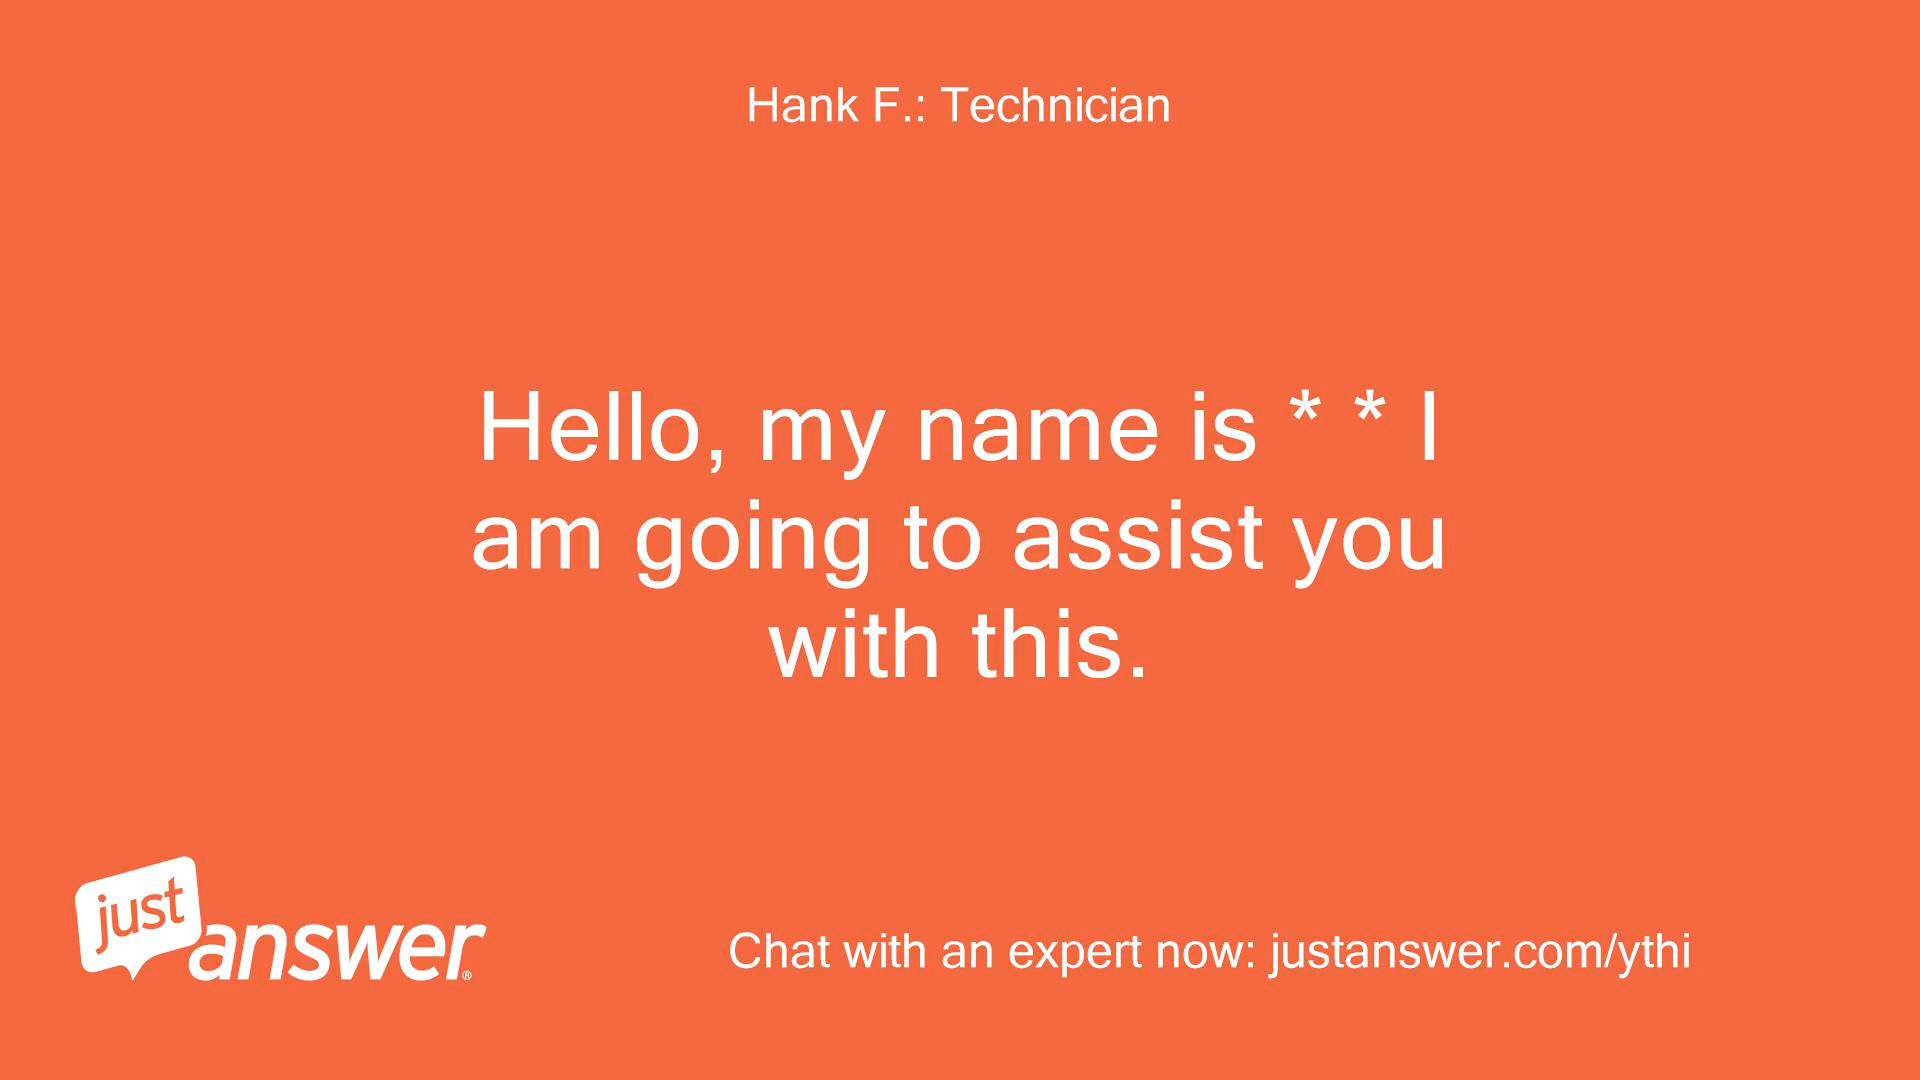 Hank F.: Technician
Hello, my name is * * I
am going to assist you
with this.
just
answer®
Chat with an expert now: justanswer.com/ythi